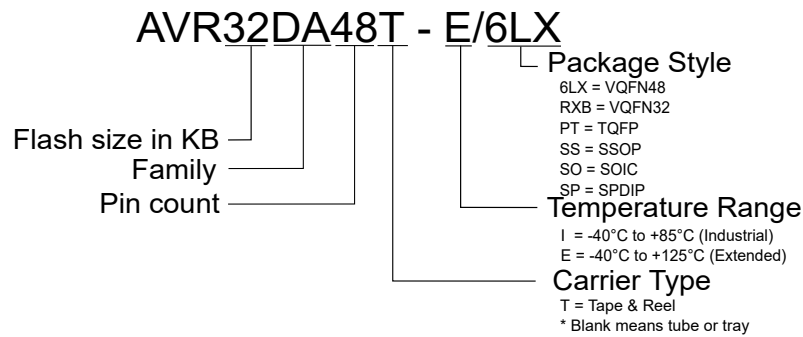 AVR32DA48T - E/6LX
Package Style
6LX = VQFN48
RXB = VQFN32
PT = TQFP
SS = SSOP
SO = SOIC
SP = SPDIP
Flash size in KB
Family
Pin count
Temperature Range
I = -40°C to +85°C (Industrial)
E = -40°C to +125°C (Extended)
Carrier Type
T = Tape & Reel
* Blank means tube or tray